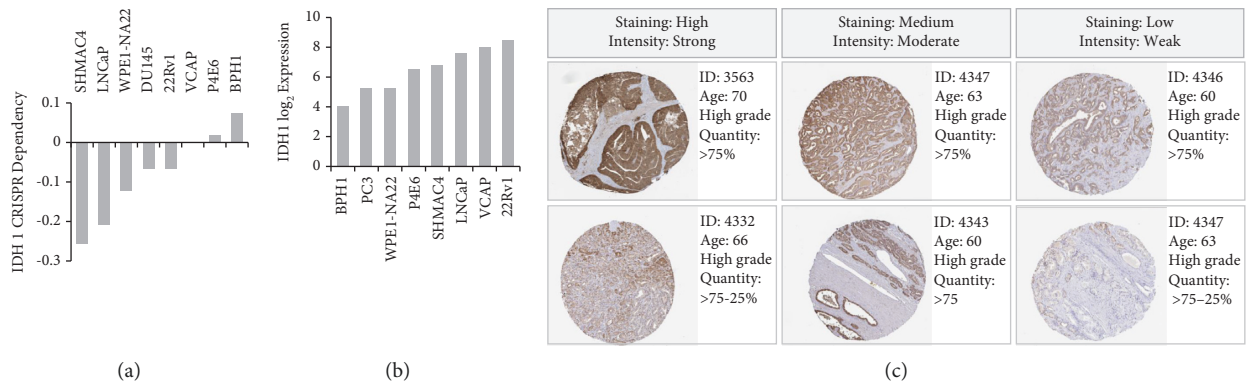 SHMAC4
LNCaP
WPE1-NA22
DU145
22Rv1
VCAP
P4E6
BPH1
IDH 1 CRISPR Dependency
0.1
0
-0.1
-0.2
-0.3
(a)
IDH1 log2 Expression
10
8
6
4
2
0
BPH1
PC3
WPE1-NA22
P4E6
SHMAC4
LNCaP
VCAP
22Rv1
(b)
Staining: High
Intensity: Strong
Staining: Medium
Intensity: Moderate
Staining: Low
Intensity: Weak
ID: 3563
Age: 70
High grade
Quantity:
>75%
ID: 4347
Age: 63
High grade
Quantity:
>75%
ID: 4346
Age: 60
High grade
Quantity:
>75%
ID: 4332
Age: 66
High grade
Quantity:
>75-25%
ID: 4343
Age: 60
High grade
Quantity:
>75
ID: 4347
Age: 63
High grade
Quantity:
>75–25%
(c)